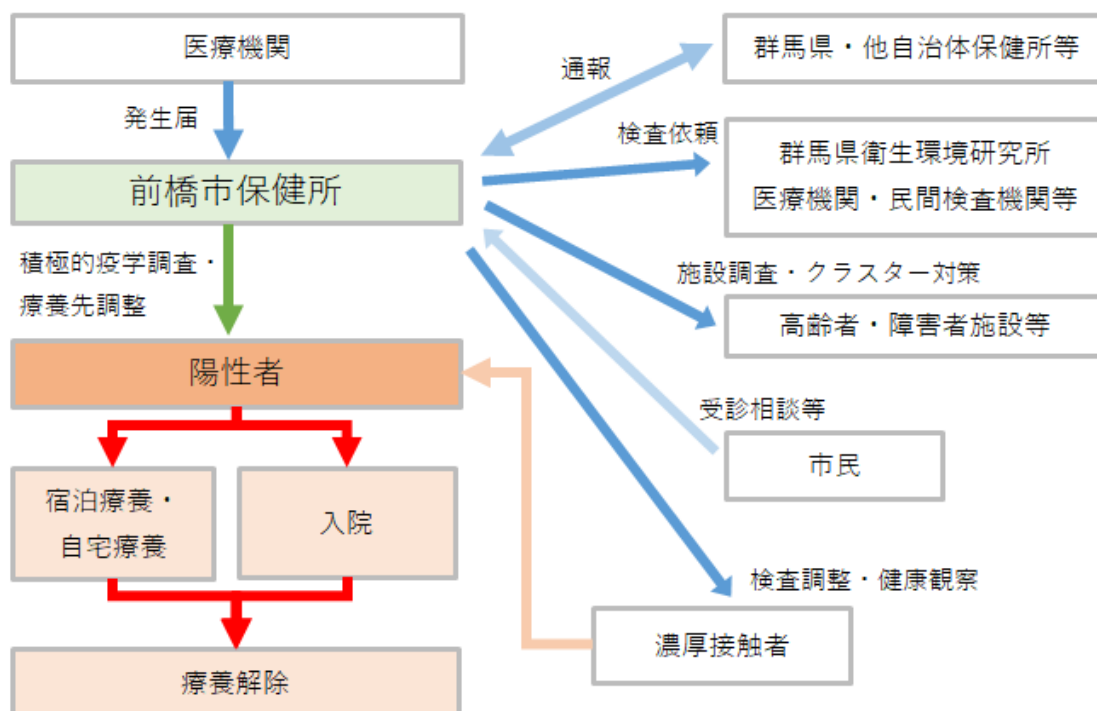 医療機関
群馬県・他自治体保健所等
通報
発生届
検査依頼
群馬県衛生環境研究所
医療機関・民間検査機関等
前橋市保健所
積極的疫学調査・
療養先調整
施設調査・クラスター対策
高齢者・障害者施設等
陽性者
受診相談等
市民
宿泊療養・
自宅療養
入院
検査調整・健康観察
濃厚接触者
療養解除